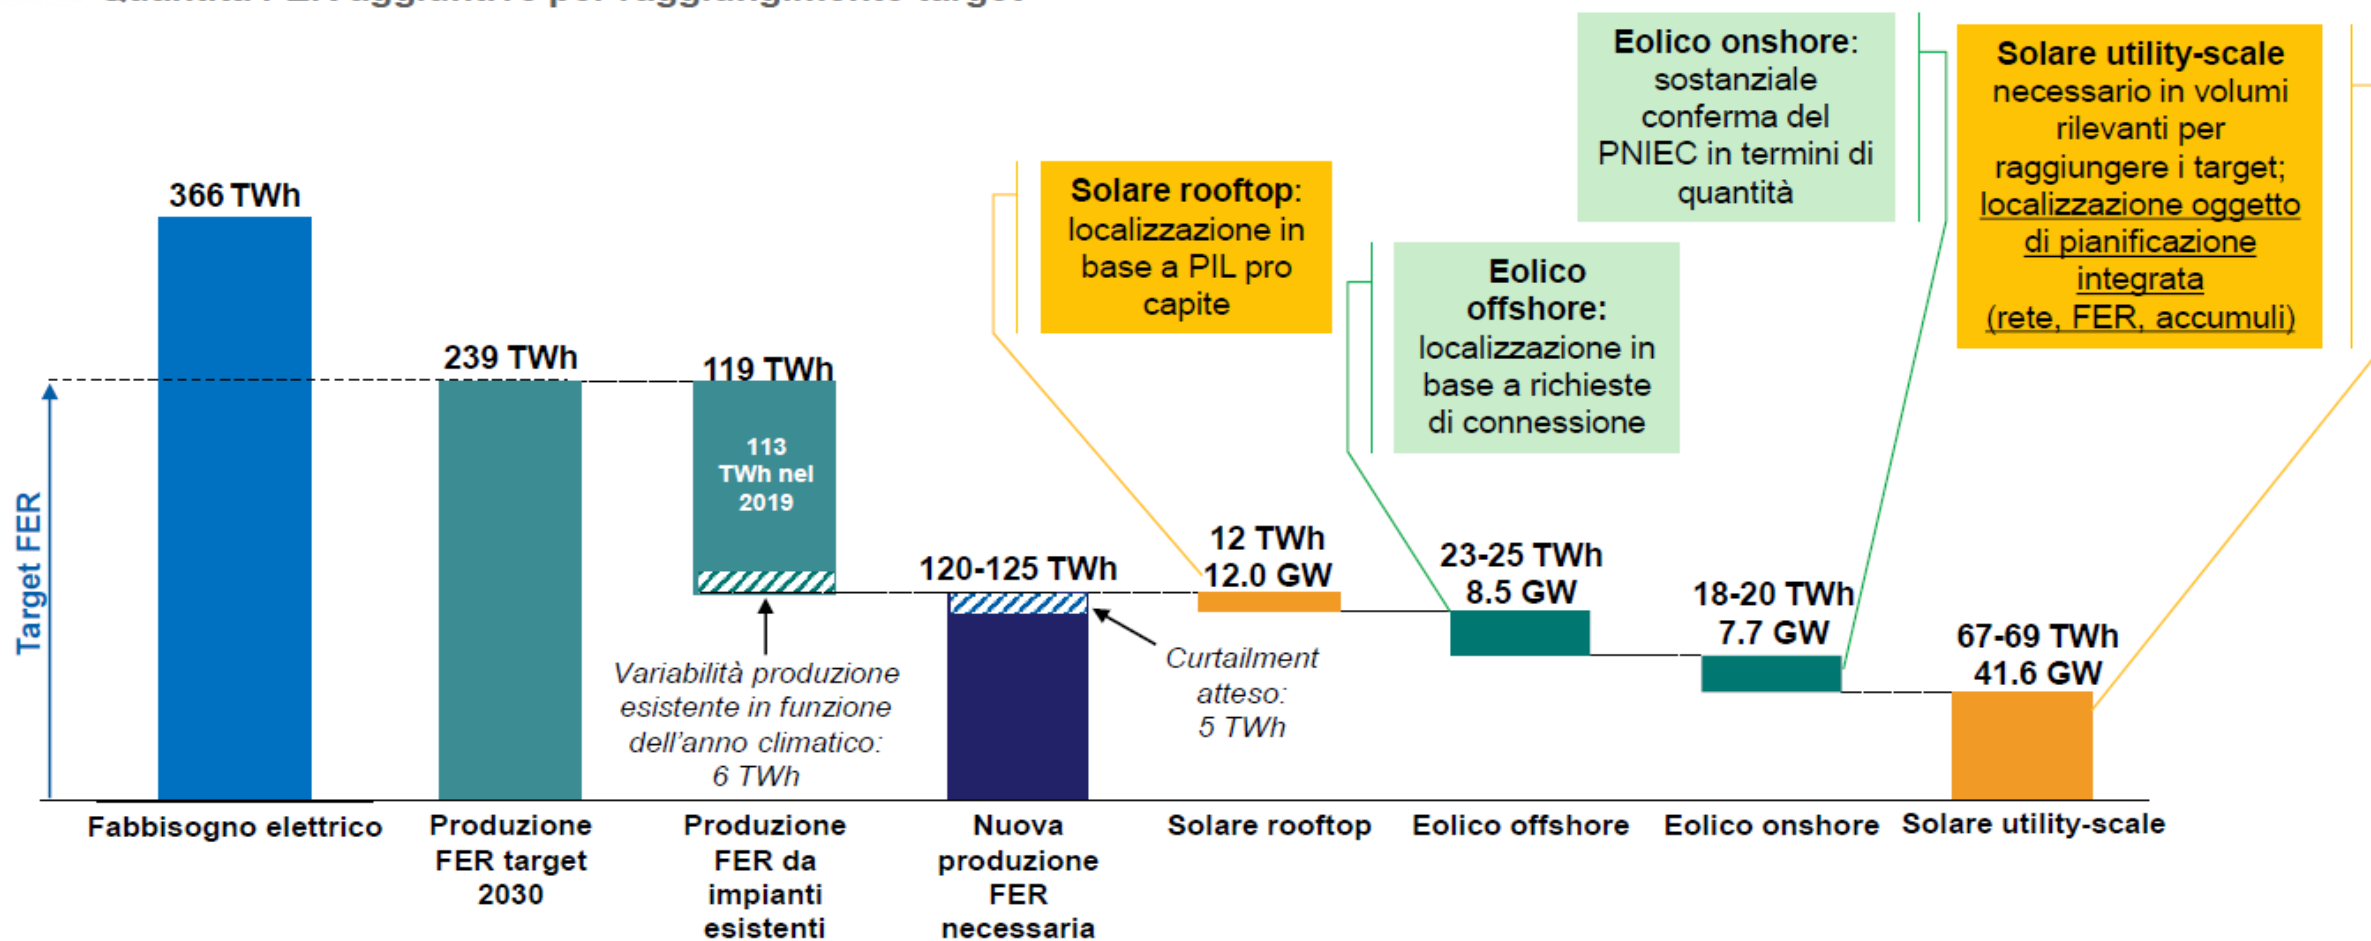 366 TWh
239 TWh
119 TWh
113
TWh nel
2019
120-125 TWh
12 TWh
12.0 GW
23-25 TWh
8.5 GW
18-20 TWh
7.7 GW
67-69 TWh
41.6 GW
Solare rooftop:
localizzazione in
base a PIL pro
capite
Eolico
offshore:
localizzazione in
base a richieste
di connessione
Eolico onshore:
sostanziale
conferma del
PNIEC in termini di
quantità
Solare utility-scale
necessario in volumi
rilevanti per
raggiungere i target;
localizzazione oggetto
di pianificazione
integrata
(rete, FER, accumuli)
Target FER
Variabilità produzione
esistente in funzione
dell'anno climatico:
6 TWh
Curtailment
atteso:
5 TWh
Fabbisogno elettrico
Produzione
FER target
2030
Produzione
FER da
impianti
esistenti
Nuova
produzione
FER
necessaria
Solare rooftop
Eolico offshore
Eolico onshore
Solare utility-scale